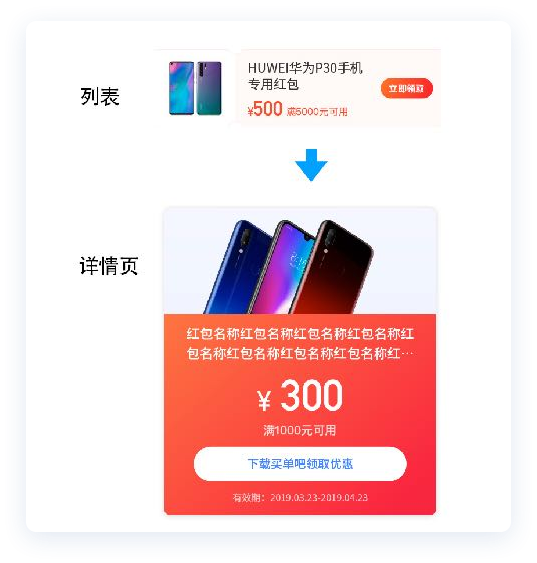 列表
HUWEI华为P30手机
专用红包
¥500 满5000元可用
立即领取
详情页
红包名称红包名称红包名称红包名称红
包名称红包名称红包名称红包名称红…
¥ 300
满1000元可用
下载买单吧领取优惠
有效期：2019.03.23-2019.04.23